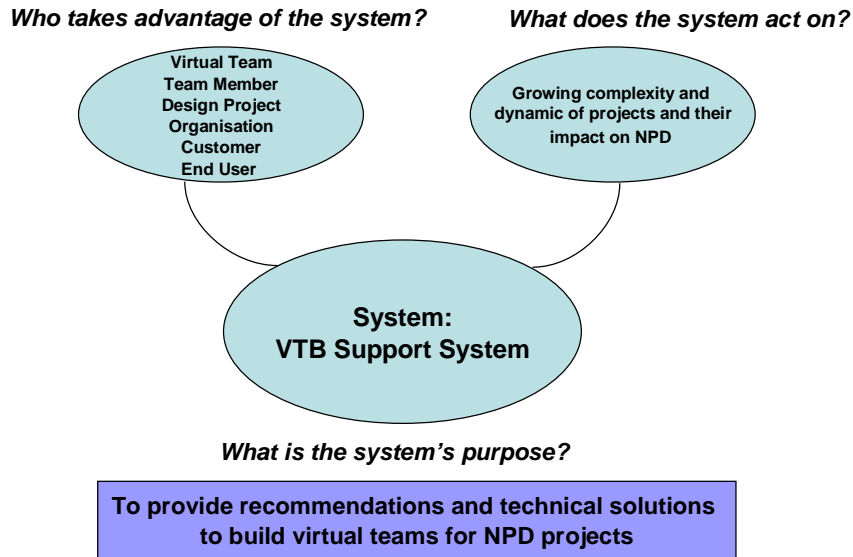 Who takes advantage of the system?
What does the system act on?
Virtual Team
Team Member
Design Project
Organisation
Customer
End User
Growing complexity and
dynamic of projects and their
impact on NPD
System:
VTB Support System
What is the system's purpose?
To provide recommendations and technical solutions
to build virtual teams for NPD projects